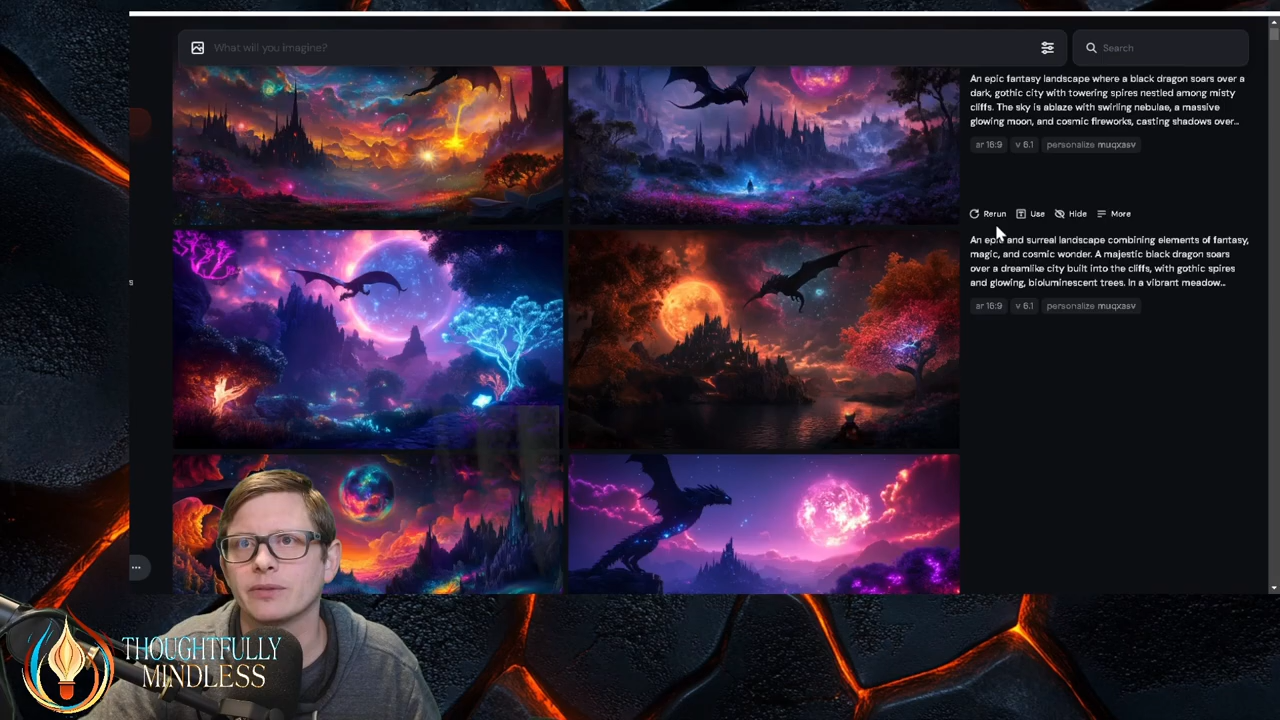 What will you imagine?
Search
An epic fantasy landscape where a black dragon soars over a
dark, gothic city with towering spires nestled among misty
cliffs. The sky is ablaze with swirling nebulae, a massive
glowing moon, and cosmic fireworks, casting shadows over...
ar 16:9 v 6.1 personalize muqxasv
Rerun Use Hide More
An epic and surreal landscape combining elements of fantasy,
magic, and cosmic wonder. A majestic black dragon soars
over a dreamlike city built into the cliffs, with gothic spires
and glowing, bioluminescent trees. In a vibrant meadow...
ar 16:9 v 6.1 personalize muqxasv
s
THOUGHTFULLY
MINDLESS